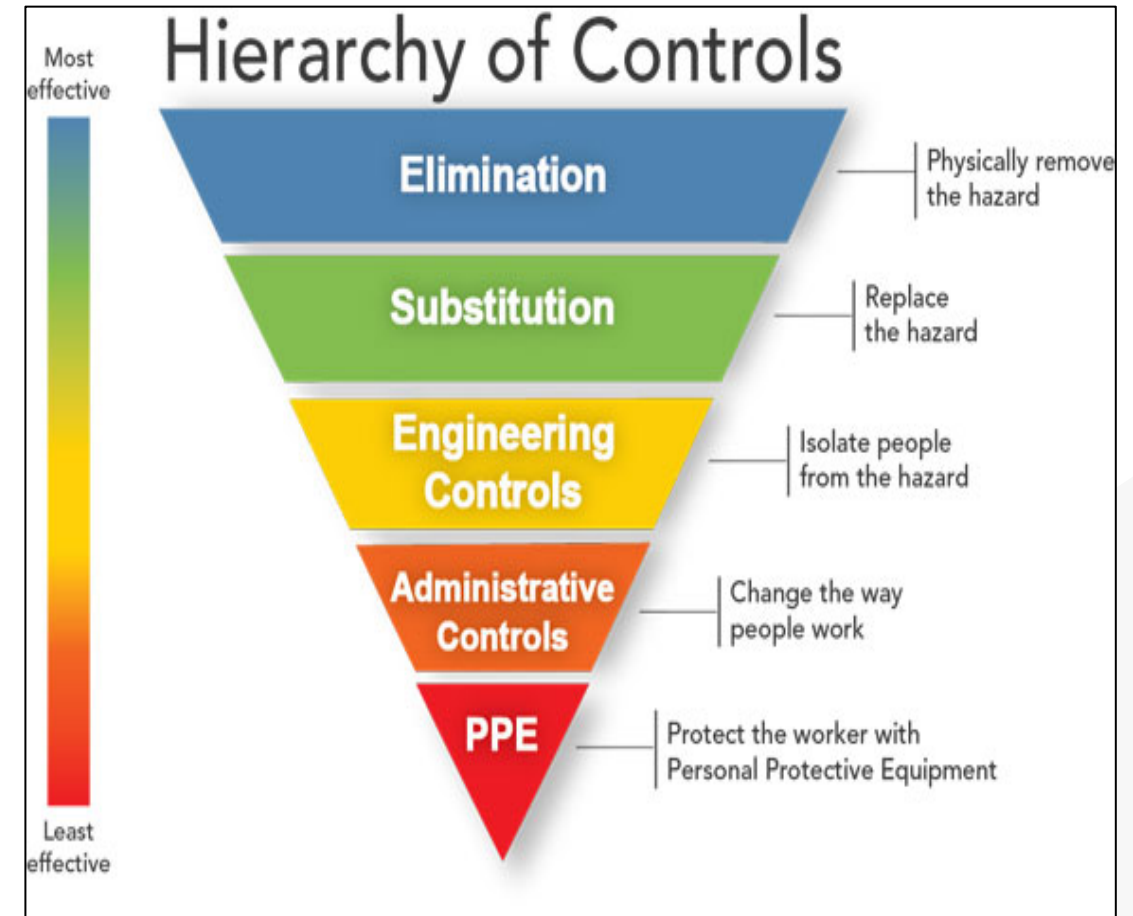 Hierarchy of Controls
Most
effective
Elimination
Physically remove
the hazard
Substitution
Replace
the hazard
Engineering
Controls
Isolate people
from the hazard
Administrative
Controls
Change the way
people work
PPE
Protect the worker with
Personal Protective Equipment
Least
effective